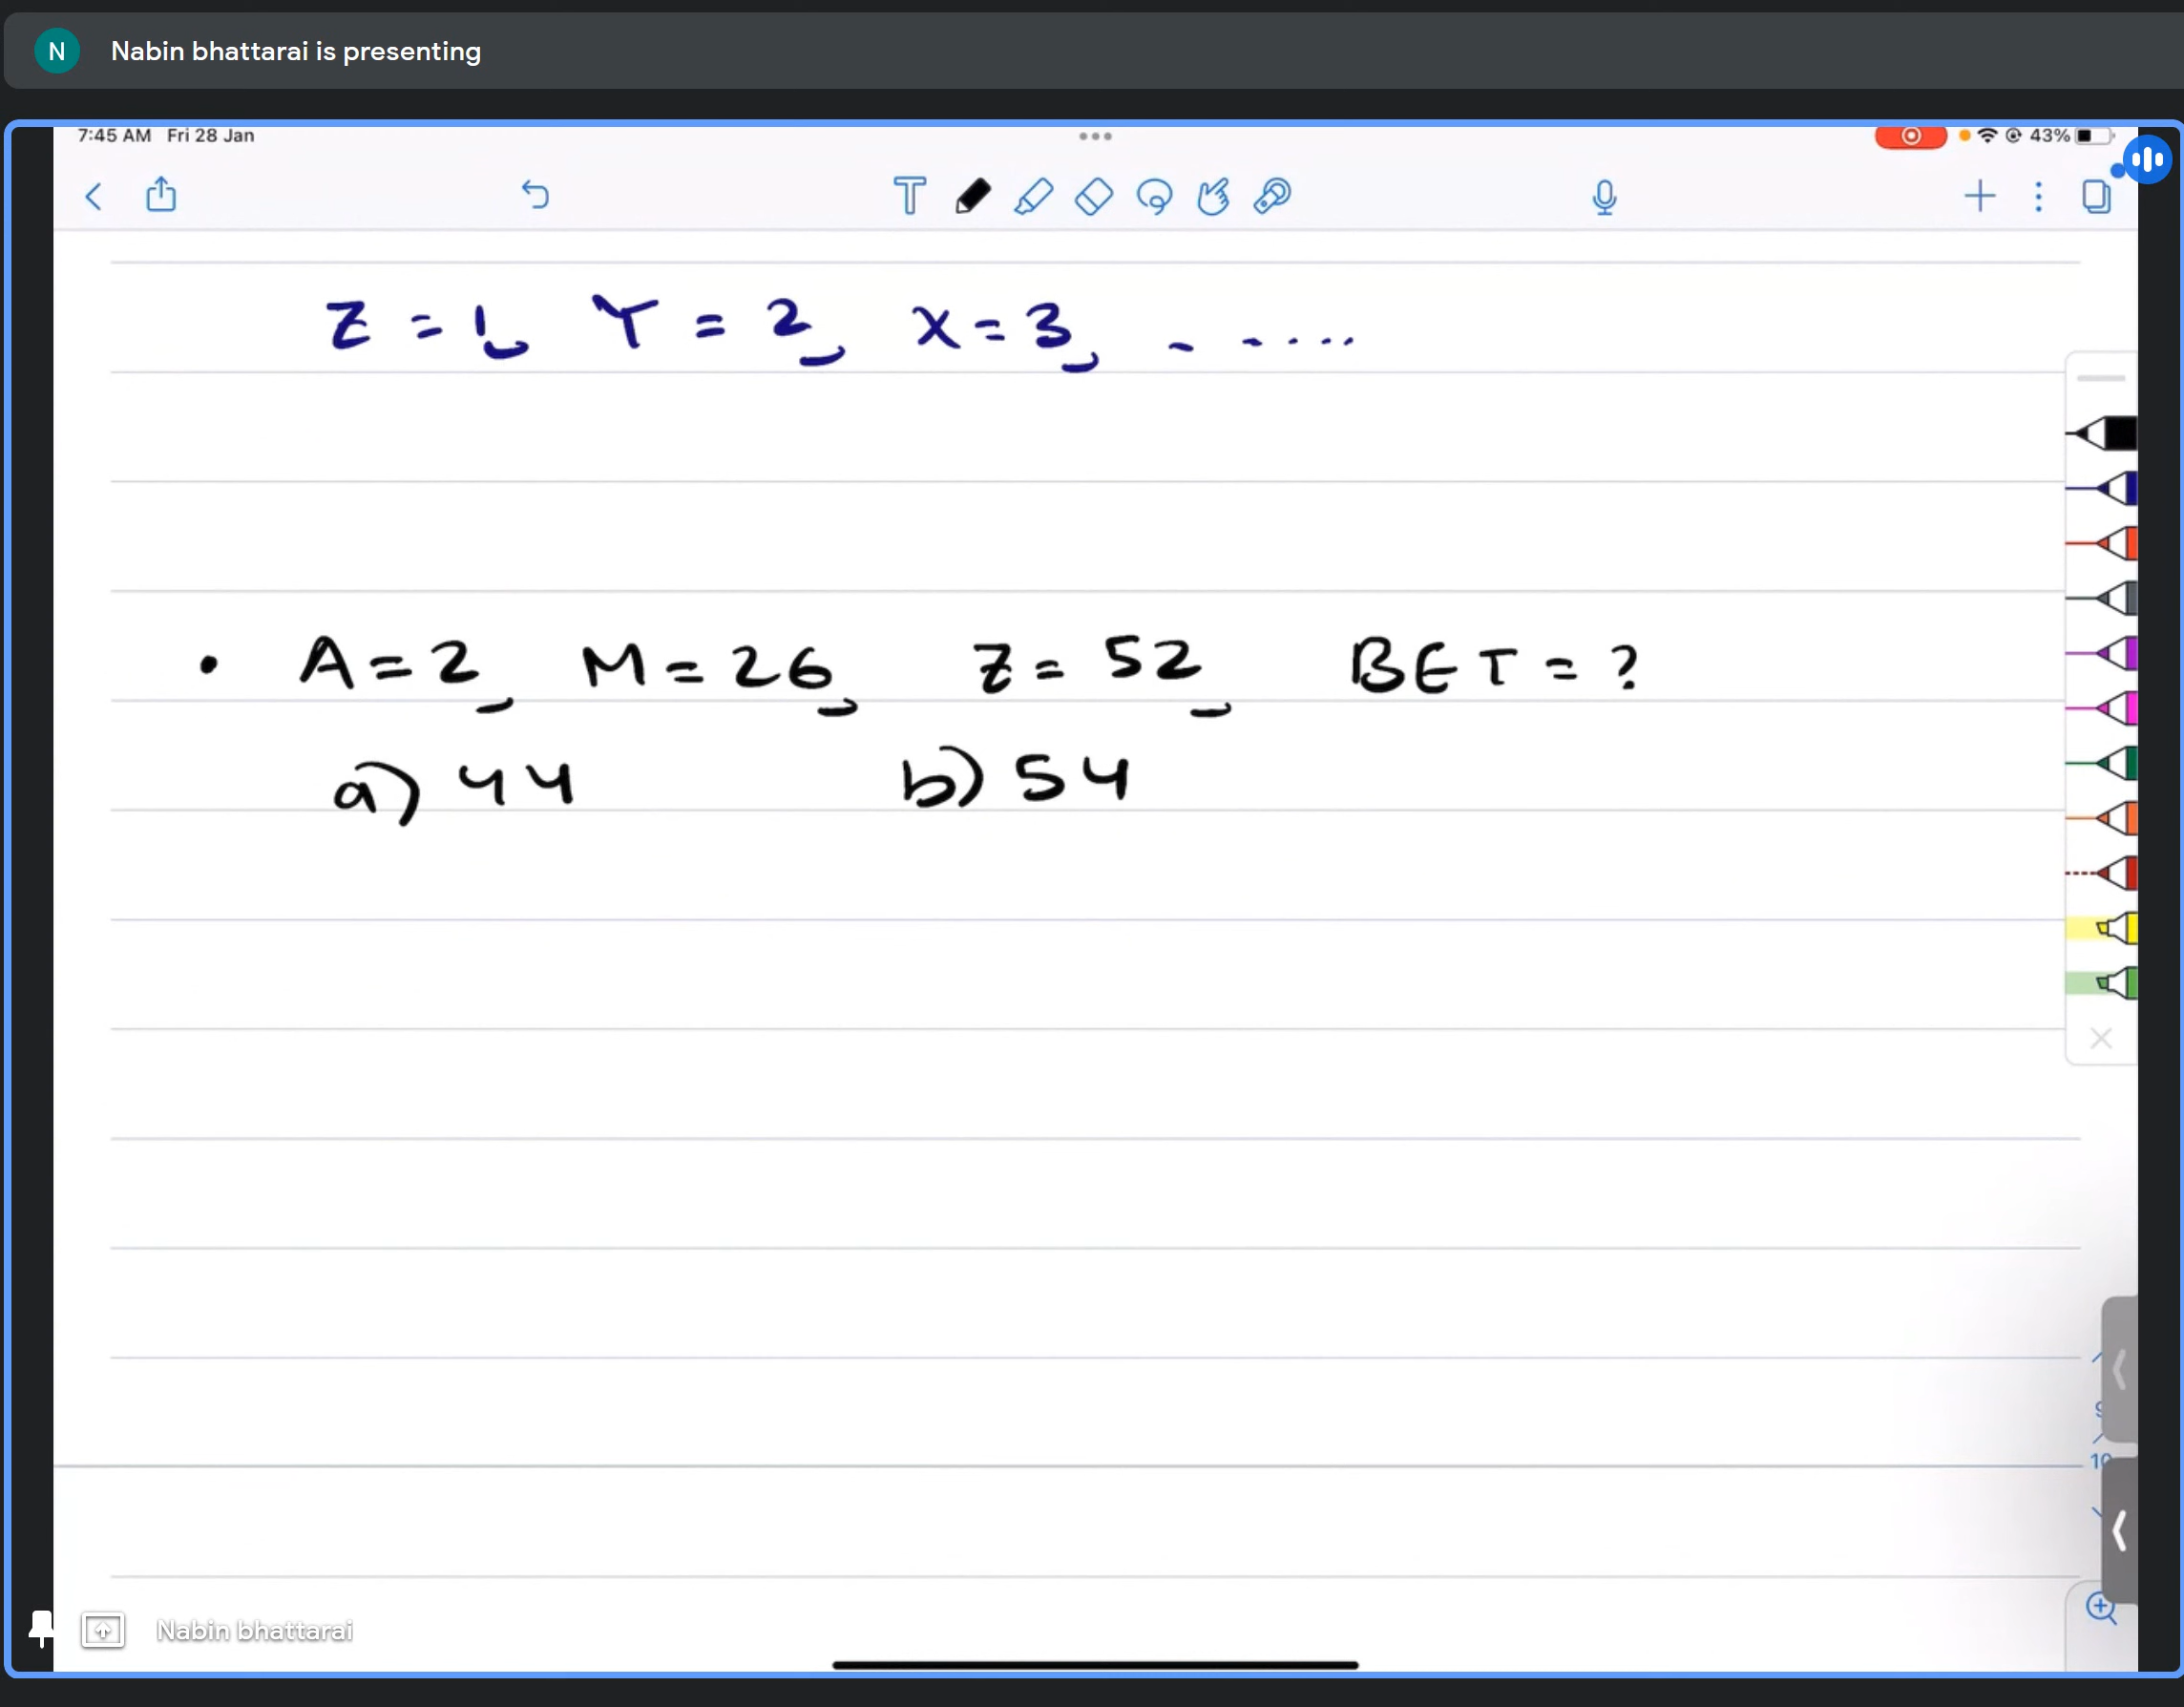 N Nabin bhattarai is presenting
7:45 AM Fri 28 Jan
43%
T
Z = 1, Y = 2, X = 3, - - ....
• A = 2, M = 26, Z = 52, BET = ?
a) 44 b) 54
10
Nabin bhattarai